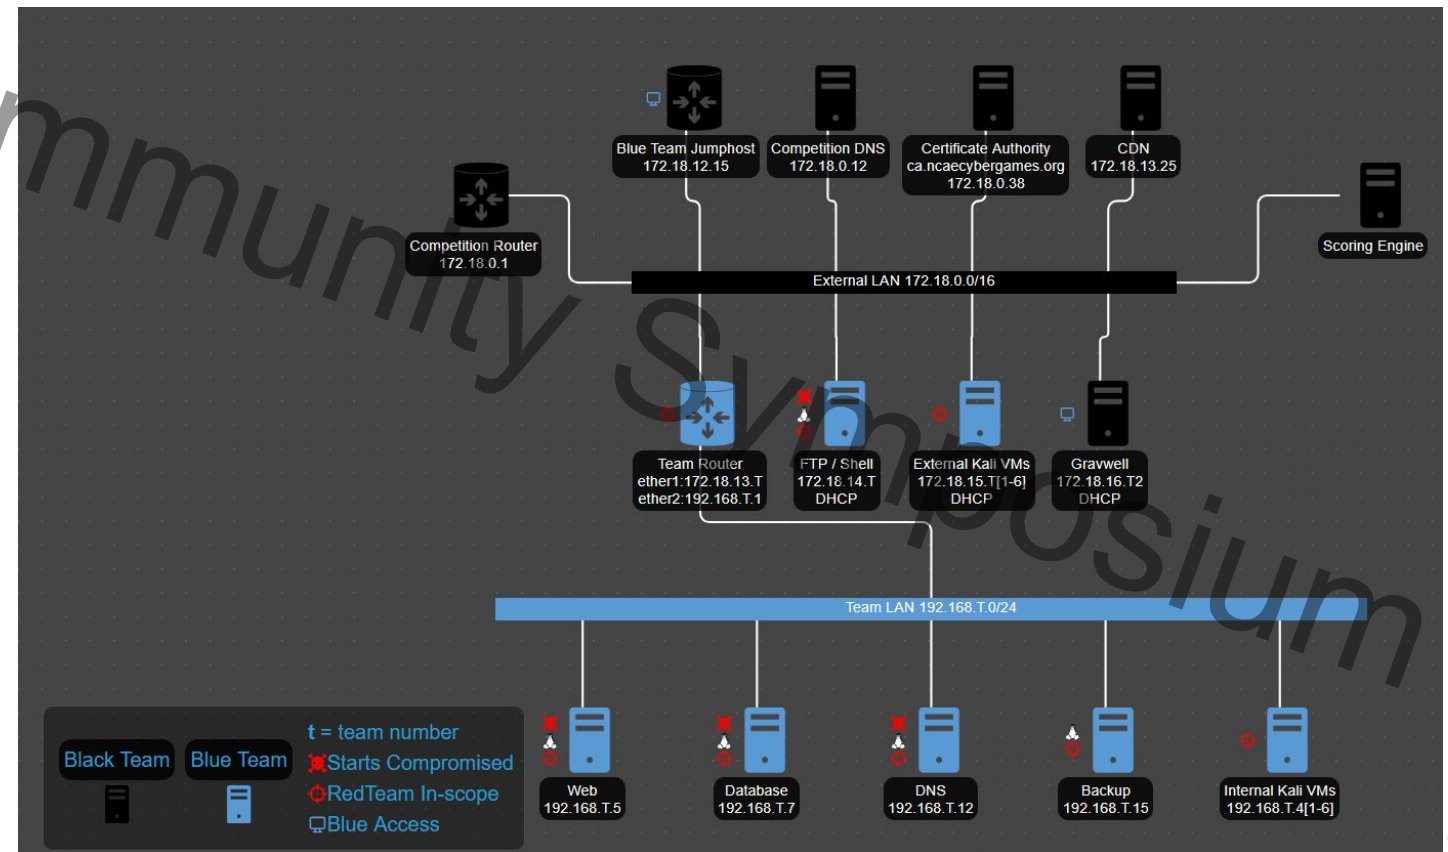 mmunity Symposium
Blue Team Jumphost
172.18.12.15
Competition DNS
172.18.0.12
Certificate Authority
ca.ncaecybergames.org
172.18.0.38
CDN
172.18.13.25
Competition Router
172.18.0.1
Scoring Engine
External LAN 172.18.0.0/16
Team Router
ether1:172.18.13.T
ether2:192.168.T.1
FTP / Shell
172.18.14.T
DHCP
External Kali VMs
172.18.15.T[1-6]
DHCP
Gravwell
172.18.16.T2
DHCP
Team LAN 192.168.T.0/24
Web
192.168.T.5
Database
192.168.T.7
DNS
192.168.T.12
Backup
192.168.T.15
Internal Kali VMs
192.168.T.4[1-6]
Black Team
Blue Team
t = team number
Starts Compromised
RedTeam In-scope
Blue Access